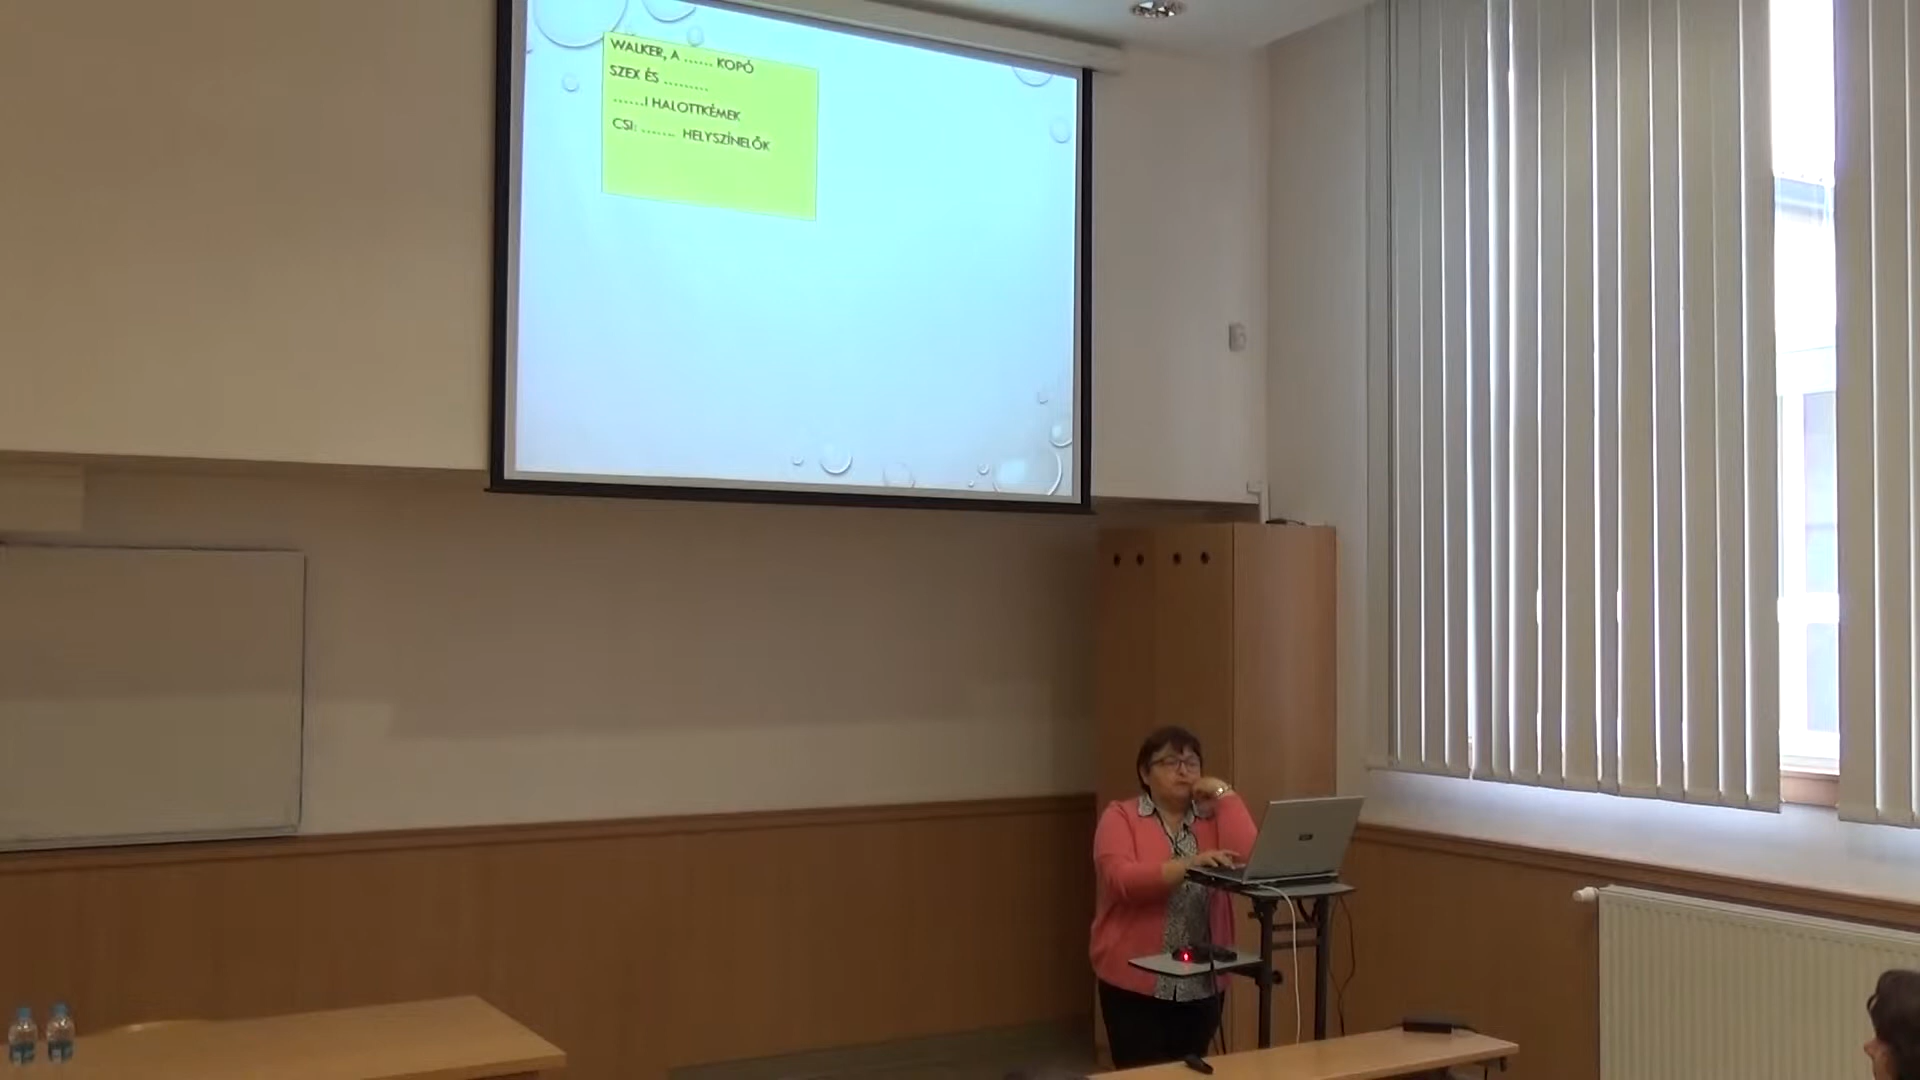 WALKER, A ...... KOPÓ
SZEX ÉS .........
......I HALOTTKÉMEK
CSI: ....... HELYSZÍNELŐK